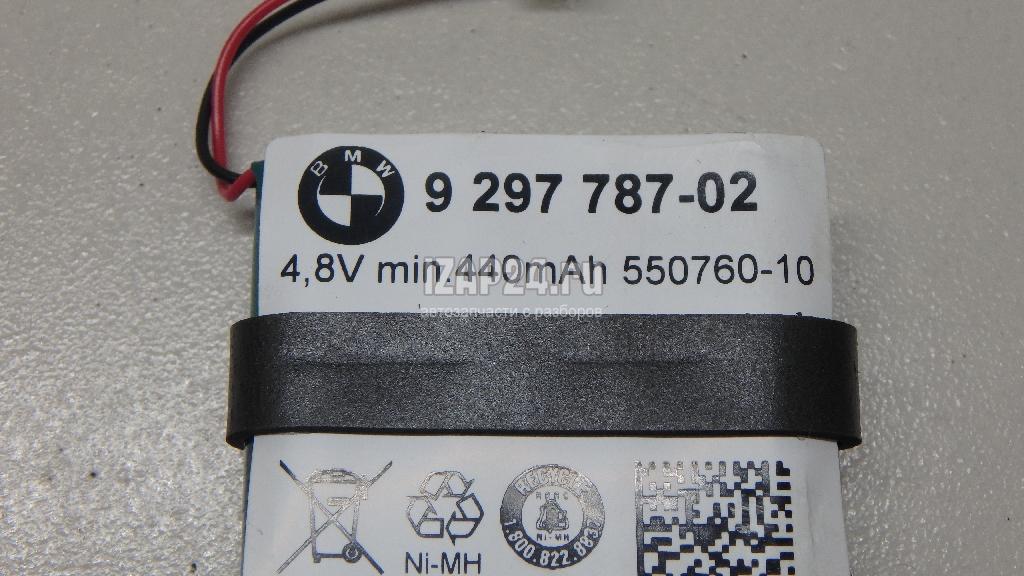 BMW 9 297 787-02
4,8V min.440mAh 550760-10
IZAP24.ru
автозапчасти с разборов
RECYCLE
RBRC
Ni-MH
NI-MH
1.800.822.8837